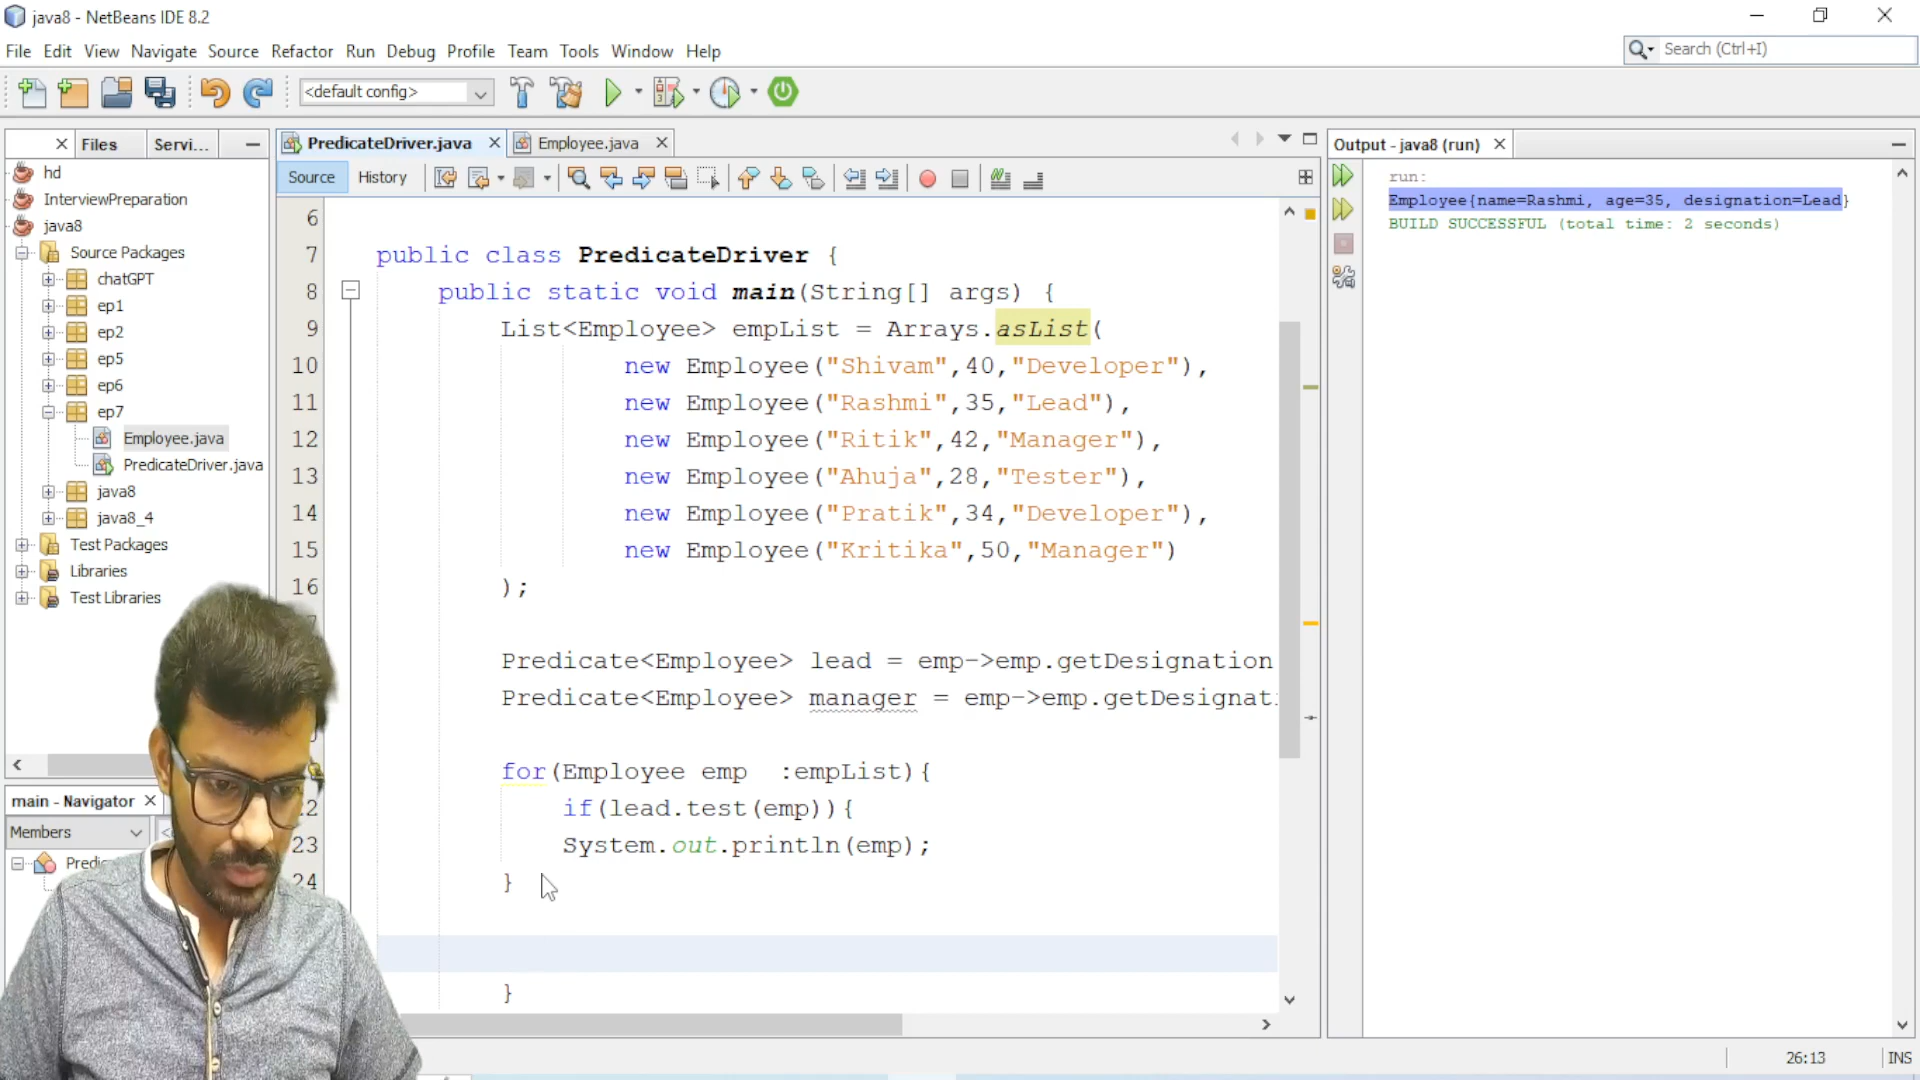 java8 - NetBeans IDE 8.2
File Edit View Navigate Source Refactor Run Debug Profile Team Tools Window Help
Search (Ctrl+I)
<default config>
Files Servi...
PredicateDriver.java Employee.java
Output - java8 (run)
Source History
hd
InterviewPreparation
java8
Source Packages
chatGPT
ep1
ep2
ep5
ep6
ep7
Employee.java
PredicateDriver.java
java8
java8_4
Test Packages
Libraries
Test Libraries
main - Navigator
Members
Predic
6
7 public class PredicateDriver {
8 public static void main(String[] args) {
9 List<Employee> empList = Arrays.asList(
10 new Employee("Shivam",40,"Developer"),
11 new Employee("Rashmi",35,"Lead"),
12 new Employee("Ritik",42,"Manager"),
13 new Employee("Ahuja",28,"Tester"),
14 new Employee("Pratik",34,"Developer"),
15 new Employee("Kritika",50,"Manager")
16 );
Predicate<Employee> lead = emp->emp.getDesignation
Predicate<Employee> manager = emp->emp.getDesignat
for(Employee emp :empList){
2 if(lead.test(emp)){
23 System.out.println(emp);
24 }
}
run:
Employee{name=Rashmi, age=35, designation=Lead}
BUILD SUCCESSFUL (total time: 2 seconds)
26:13 INS